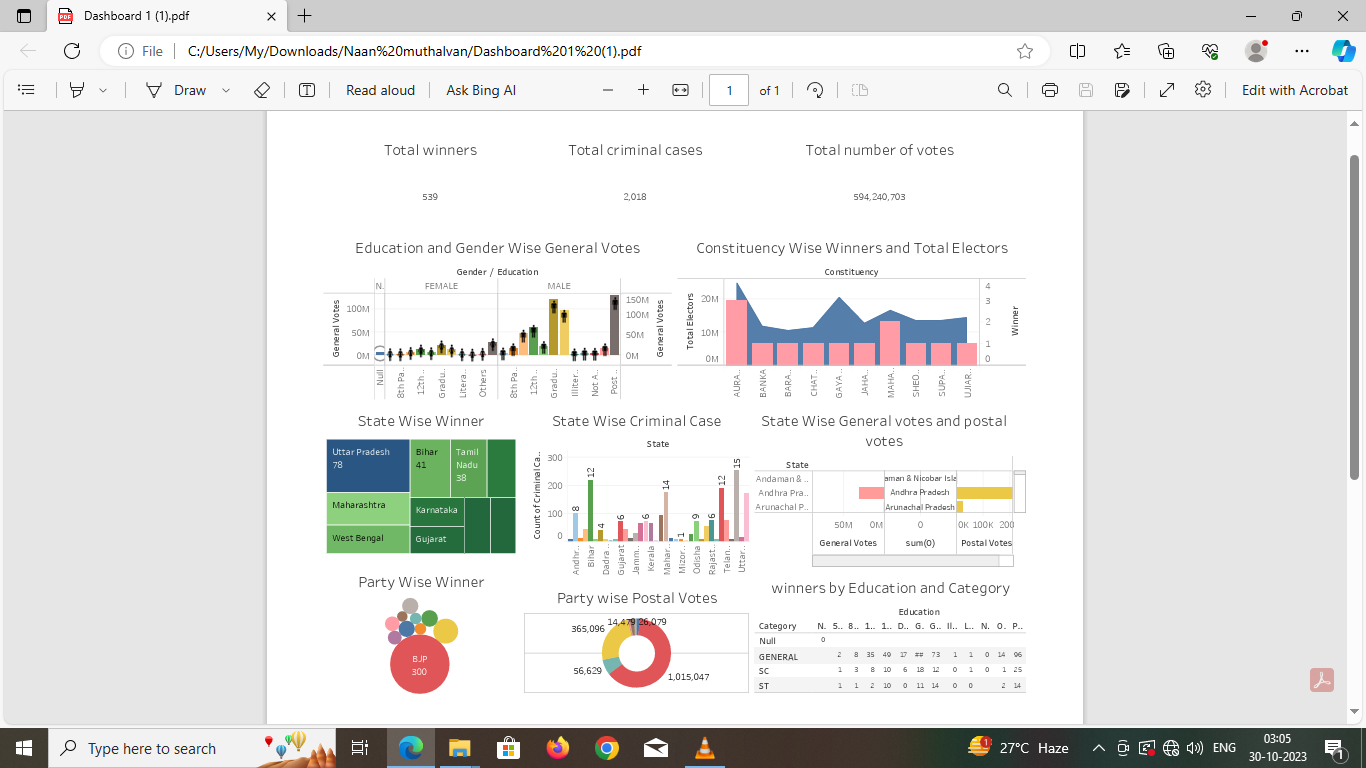 Dashboard 1 (1).pdf
File
C:/Users/My/Downloads/Naan%20muthalvan/Dashboard%201%20(1).pdf
Draw
Read aloud
Ask Bing AI
1
of 1
Edit with Acrobat
Total winners
Total criminal cases
Total number of votes
539
2,018
594,240,703
Education and Gender Wise General Votes
Gender / Education
N.
FEMALE
MALE
General Votes
100M
50M
0M
150M
100M
50M
0M
General Votes
Null
8th Pa..
12th ..
Gradu..
Litera..
Others
8th Pa..
12th ..
Gradu..
Illiter..
Not A..
Post ..
Constituency Wise Winners and Total Electors
Constituency
Total Electors
20M
10M
0M
4
3
2
1
0
Winner
AURA..
BANKA
BARA..
CHAT..
GAYA..
JAHA..
MAHA..
SHEO..
SUPA..
UJIAR..
State Wise Winner
Uttar Pradesh
78
Bihar
41
Tamil
Nadu
38
Maharashtra
Karnataka
West Bengal
Gujarat
State Wise Criminal Case
State
Count of Criminal Ca..
300
200
100
0
8
12
4
6
6
14
1
9
6
12
15
Andhr..
Bihar
Dadra ..
Gujarat
Jamm..
Kerala
Mahar..
Mizor..
Odisha
Rajast..
Telan..
Uttar..
State Wise General votes and postal
votes
State
Andaman & ..
aman & Nicobar Isla
Andhra Pra..
Andhra Pradesh
Arunachal P..
Arunachal Pradesh
50M
0M
0
0K
100K
200
General Votes
sum(0)
Postal Votes
Party Wise Winner
BJP
300
Party wise Postal Votes
14,479
26,079
365,096
56,629
1,015,047
winners by Education and Category
Education
Category N. 5.. 8.. 1.. 1.. D.. G. G.. Il.. L.. N. O. P..
Null 0
GENERAL 2 8 35 49 17 ## 73 1 1 0 14 96
SC 1 3 8 10 6 18 12 0 1 0 1 25
ST 1 1 2 10 0 11 14 0 0 2 14
Type here to search
1
27°C Haze
ENG
03:05
30-10-2023
1